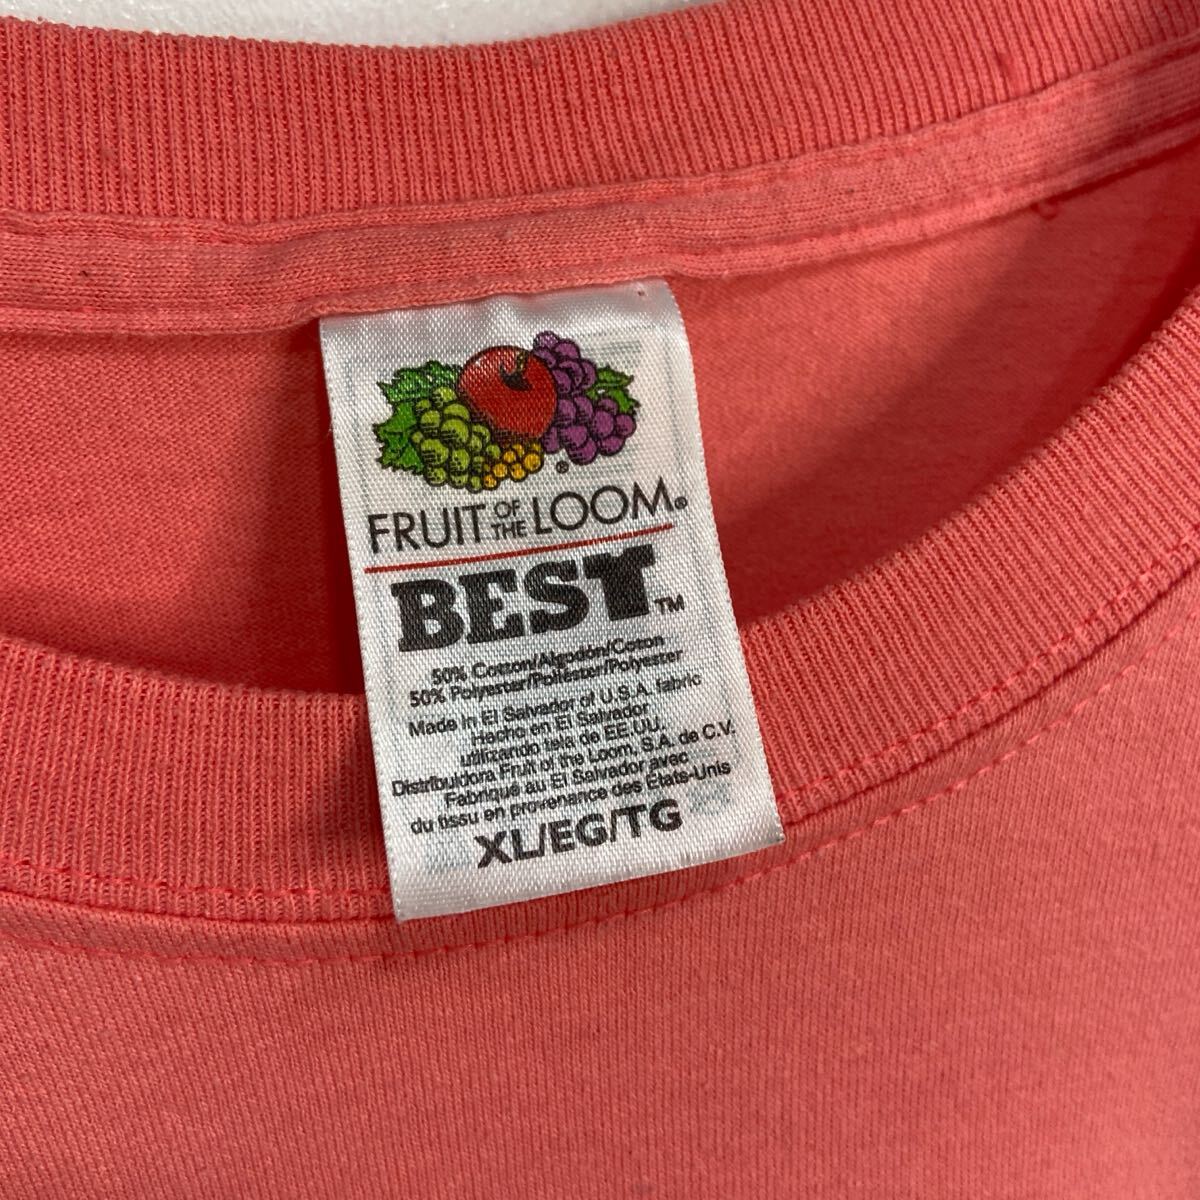 ®
FRUIT OF THE LOOM®
BEST™
50% Cotton/Algodón/Coton
50% Polyester/Poliéster/Polyester
Made in El Salvador of U.S.A. fabric
Hecho en El Salvador
utilizando tela de EE.UU.
Distribuidora Fruit of the Loom, S.A. de C.V.
Fabriqué au El Salvador avec
du tissu en provenance des États-Unis
XL/EG/TG